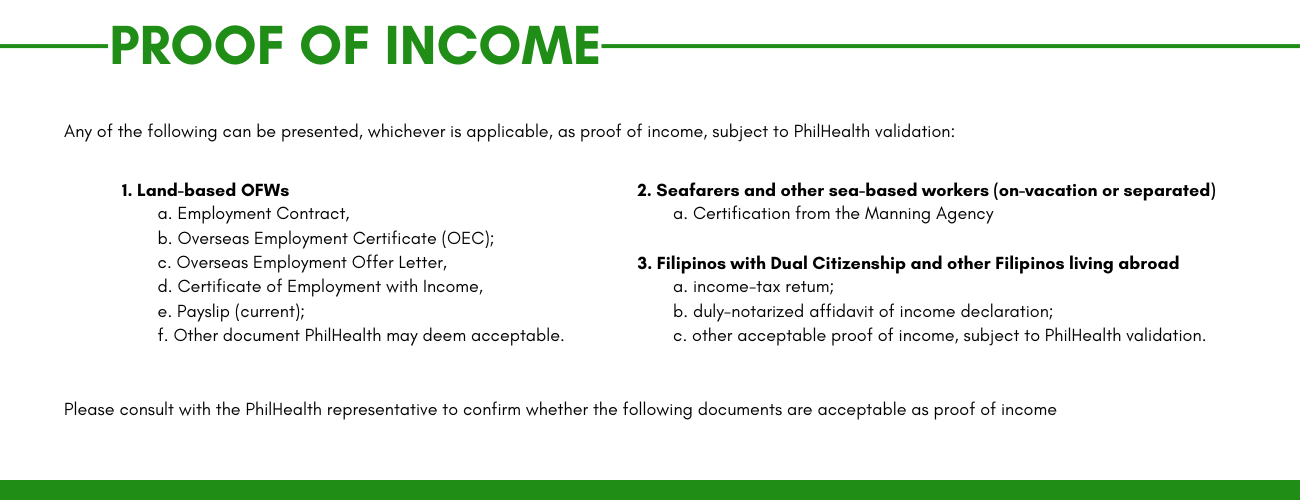 PROOF OF INCOME
Any of the following can be presented, whichever is applicable, as proof of income, subject to PhilHealth validation:
1. Land-based OFWs
a. Employment Contract,
b. Overseas Employment Certificate (OEC);
c. Overseas Employment Offer Letter,
d. Certificate of Employment with Income,
e. Payslip (current);
f. Other document PhilHealth may deem acceptable.
2. Seafarers and other sea-based workers (on-vacation or separated)
a. Certification from the Manning Agency
3. Filipinos with Dual Citizenship and other Filipinos living abroad
a. income-tax retum;
b. duly-notarized affidavit of income declaration;
c. other acceptable proof of income, subject to PhilHealth validation.
Please consult with the PhilHealth representative to confirm whether the following documents are acceptable as proof of income